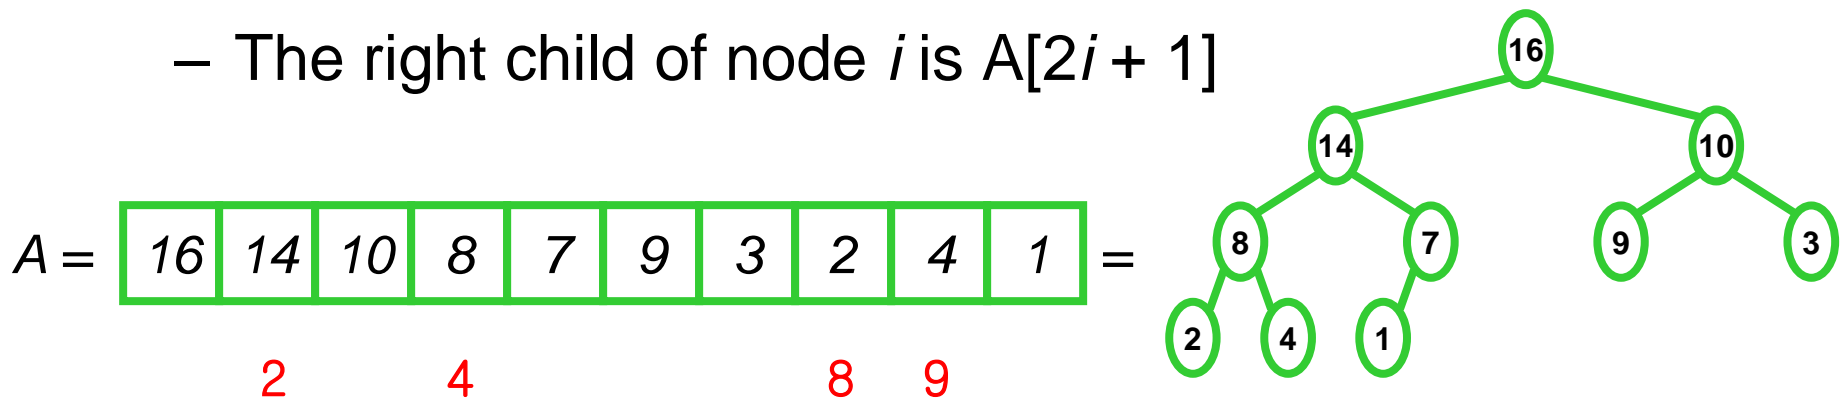 – The right child of node i is A[2i + 1]
A = 16 14 10 8 7 9 3 2 4 1 =
2 4 8 9
16
14 10
8 7 9 3
2 4 1